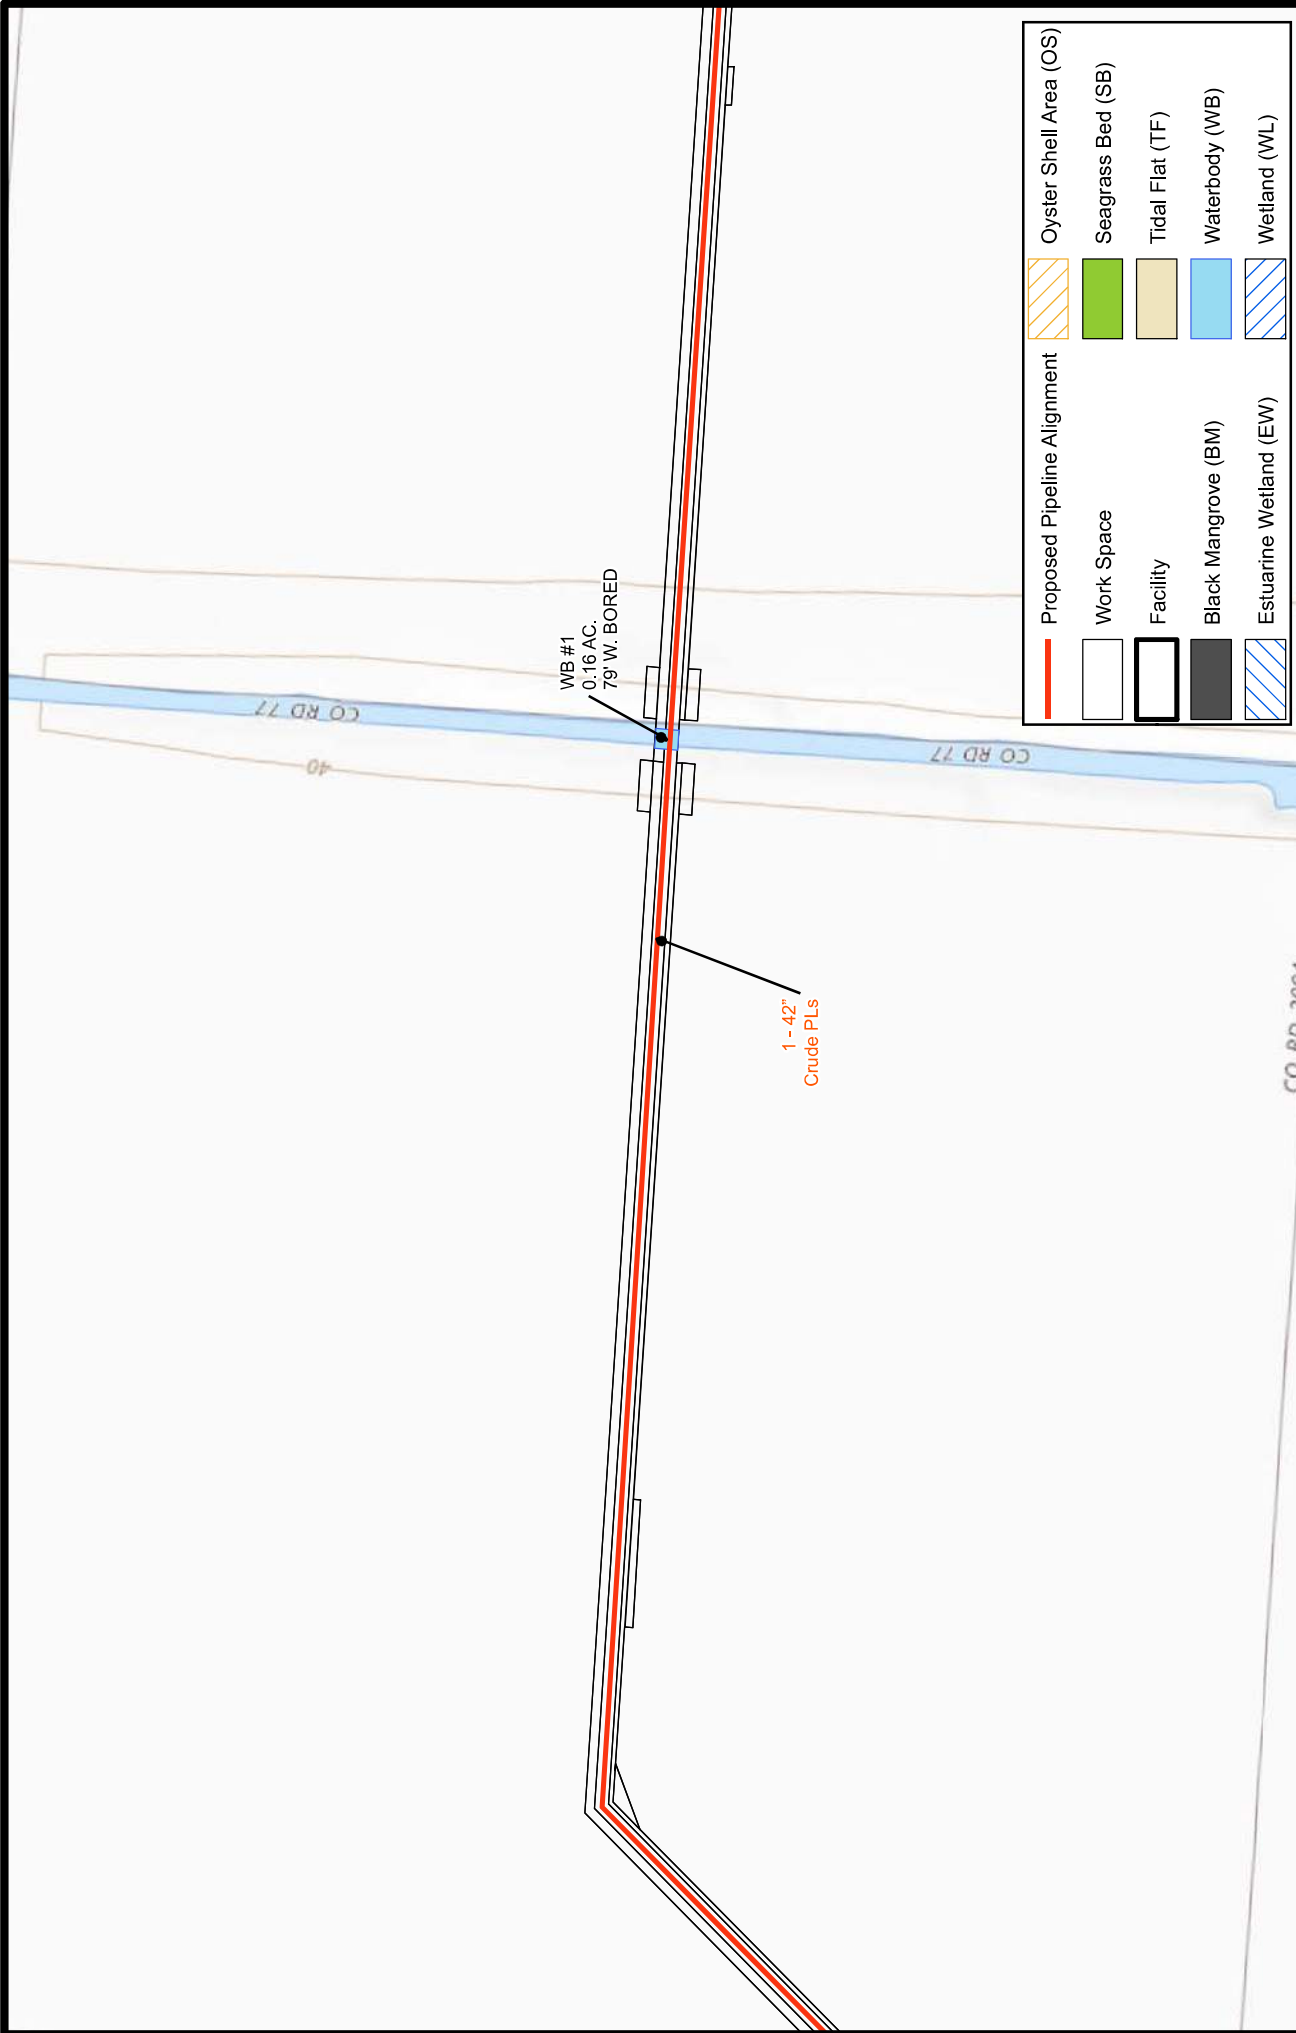 WB #1
0.16 AC.
79' W. BORED
CO RD 77
CO RD 77
40
1 - 42"
Crude PLs
CO RD
Proposed Pipeline Alignment
Work Space
Facility
Black Mangrove (BM)
Estuarine Wetland (EW)
Oyster Shell Area (OS)
Seagrass Bed (SB)
Tidal Flat (TF)
Waterbody (WB)
Wetland (WL)